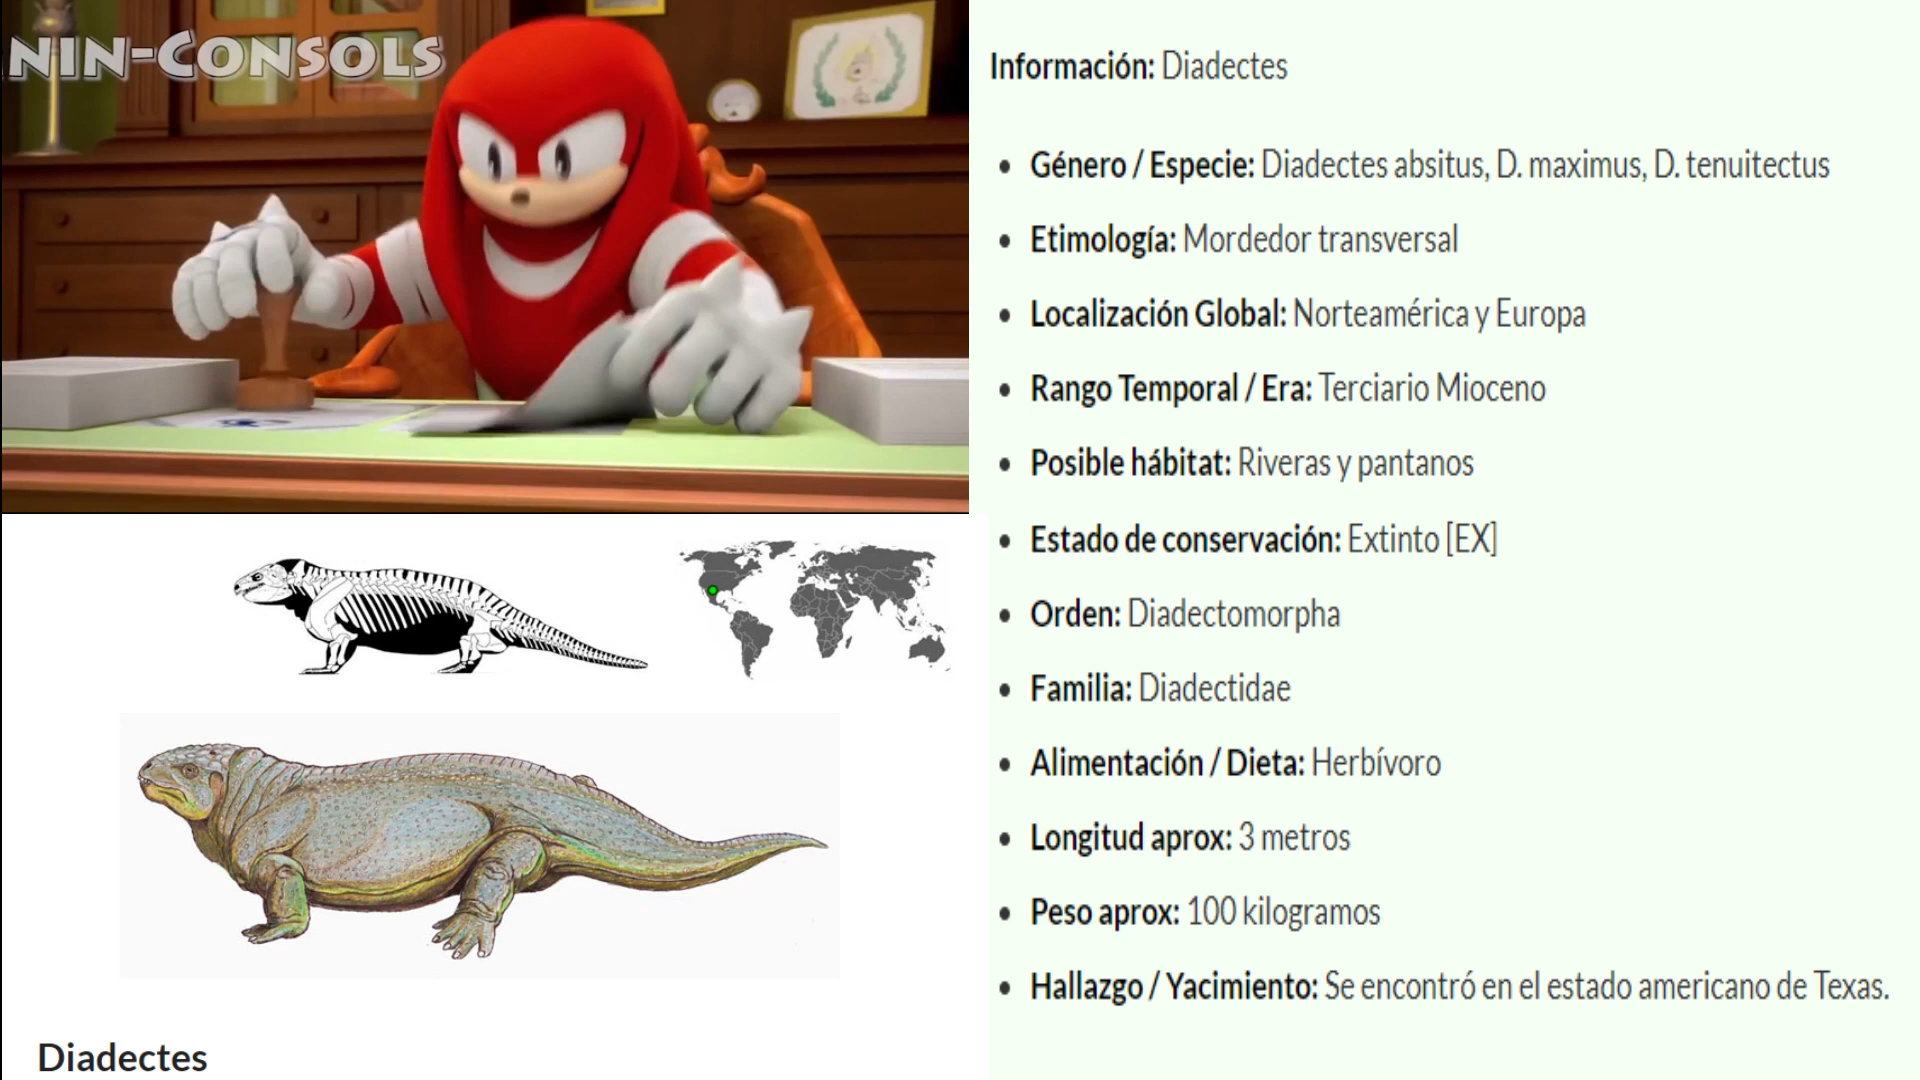 NIN-CONSOLS
Información: Diadectes
Género / Especie: Diadectes absitus, D. maximus, D. tenuitectus
Etimología: Mordedor transversal
Localización Global: Norteamérica y Europa
Rango Temporal / Era: Terciario Mioceno
Posible hábitat: Riveras y pantanos
Estado de conservación: Extinto [EX]
Orden: Diadectomorpha
Familia: Diadectidae
Alimentación / Dieta: Herbívoro
Longitud aprox: 3 metros
Peso aprox: 100 kilogramos
Hallazgo / Yacimiento: Se encontró en el estado americano de Texas.
Diadectes